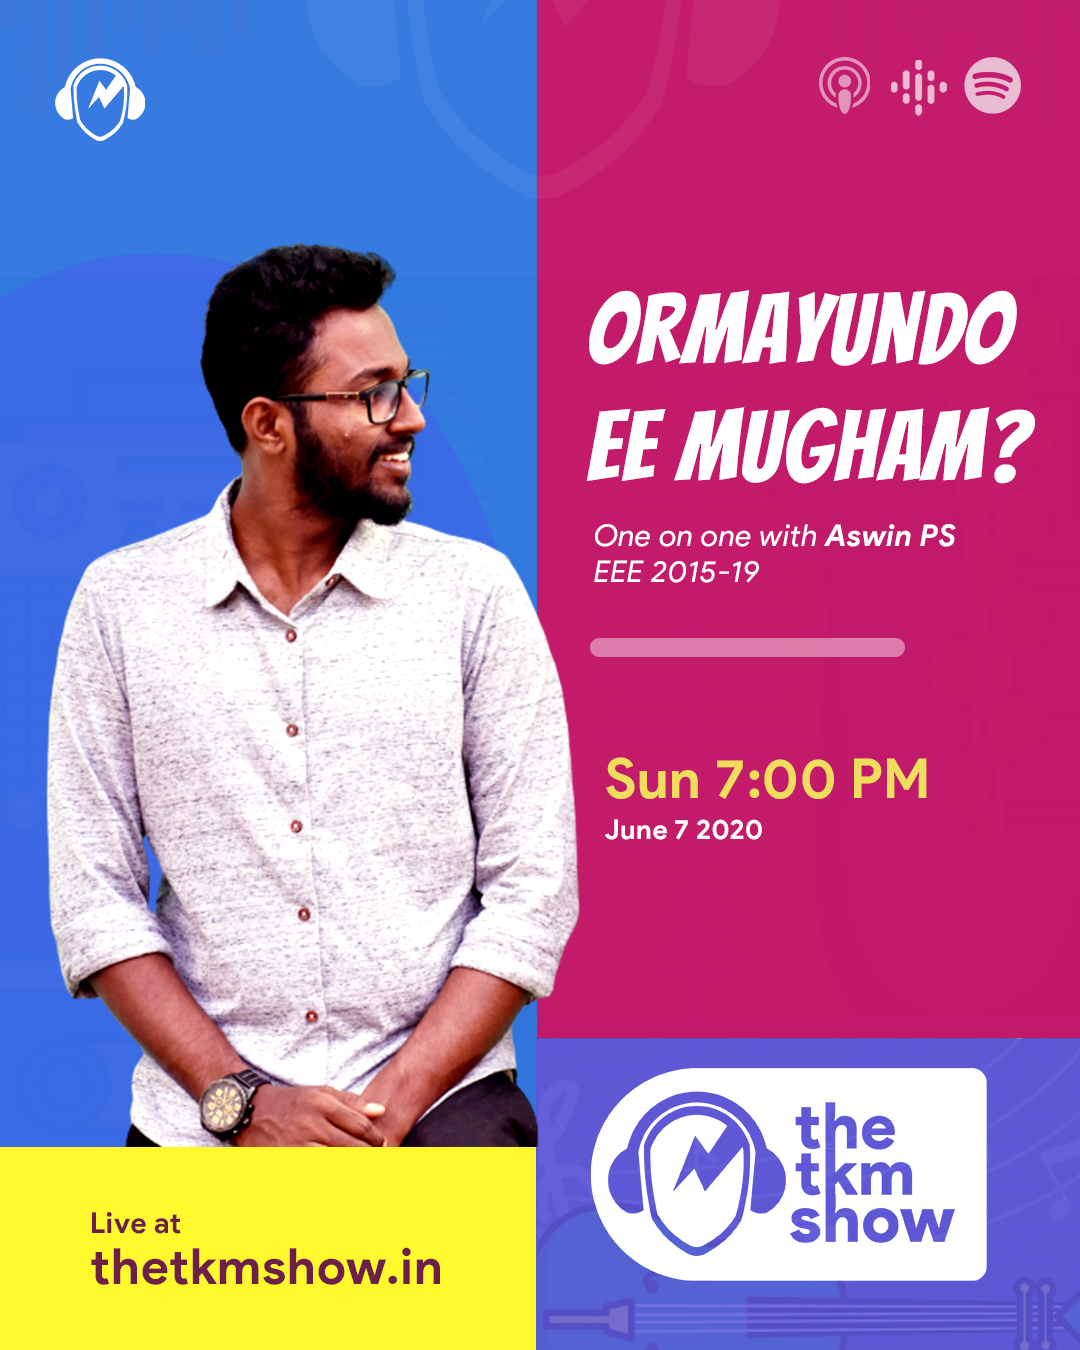 ORMAYUNDO
EE MUGHAM?
One on one with Aswin PS
EEE 2015-19
Sun 7:00 PM
June 7 2020
the
tkm
show
Live at
thetkmshow.in